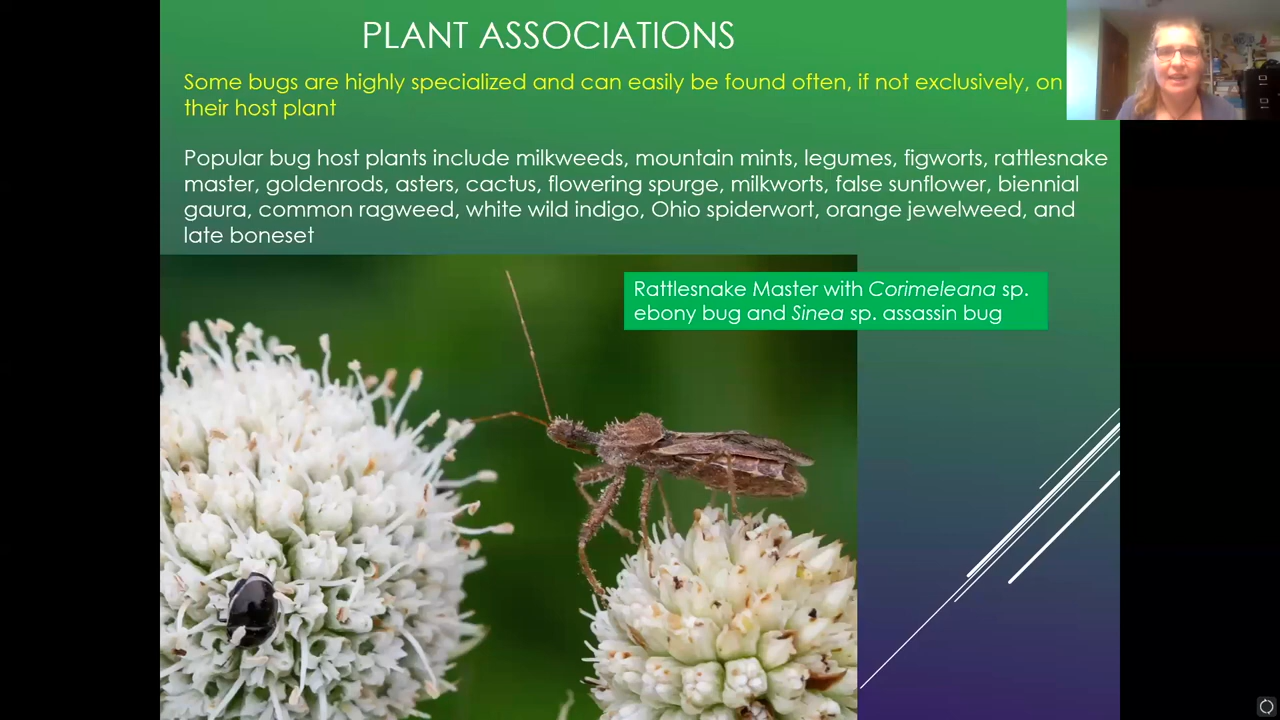 PLANT ASSOCIATIONS
Some bugs are highly specialized and can easily be found often, if not exclusively, on
their host plant
Popular bug host plants include milkweeds, mountain mints, legumes, figworts, rattlesnake
master, goldenrods, asters, cactus, flowering spurge, milkworts, false sunflower, biennial
gaura, common ragweed, white wild indigo, Ohio spiderwort, orange jewelweed, and
late boneset
Rattlesnake Master with Corimeleana sp.
ebony bug and Sinea sp. assassin bug